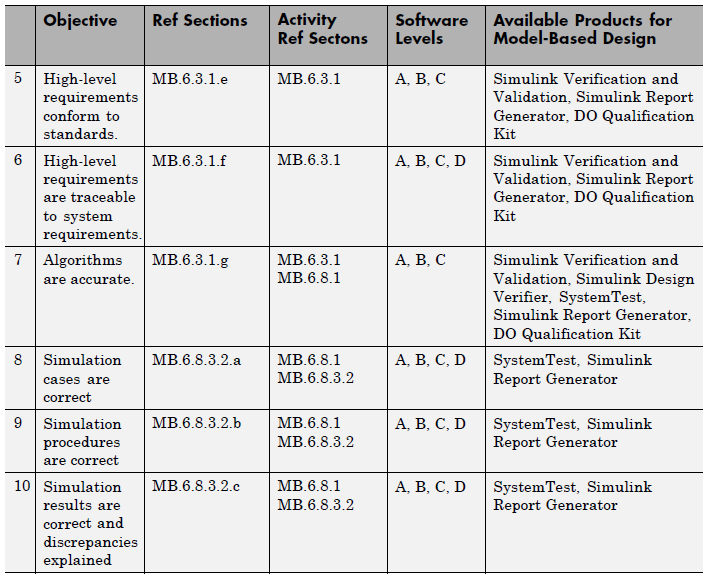 Objective
Ref Sections
Activity
Ref Sectons
Software
Levels
Available Products for
Model-Based Design
5
High-level
requirements
conform to
standards.
MB.6.3.1.e
MB.6.3.1
A, B, C
Simulink Verification and
Validation, Simulink Report
Generator, DO Qualification
Kit
6
High-level
requirements
are traceable
to system
requirements.
MB.6.3.1.f
MB.6.3.1
A, B, C, D
Simulink Verification and
Validation, Simulink Report
Generator, DO Qualification
Kit
7
Algorithms
are accurate.
MB.6.3.1.g
MB.6.3.1
MB.6.8.1
A, B, C
Simulink Verification and
Validation, Simulink Design
Verifier, SystemTest,
Simulink Report Generator,
DO Qualification Kit
8
Simulation
cases are
correct
MB.6.8.3.2.a
MB.6.8.1
MB.6.8.3.2
A, B, C, D
SystemTest, Simulink
Report Generator
9
Simulation
procedures
are correct
MB.6.8.3.2.b
MB.6.8.1
MB.6.8.3.2
A, B, C, D
SystemTest, Simulink
Report Generator
10
Simulation
results are
correct and
discrepancies
explained
MB.6.8.3.2.c
MB.6.8.1
MB.6.8.3.2
A, B, C, D
SystemTest, Simulink
Report Generator